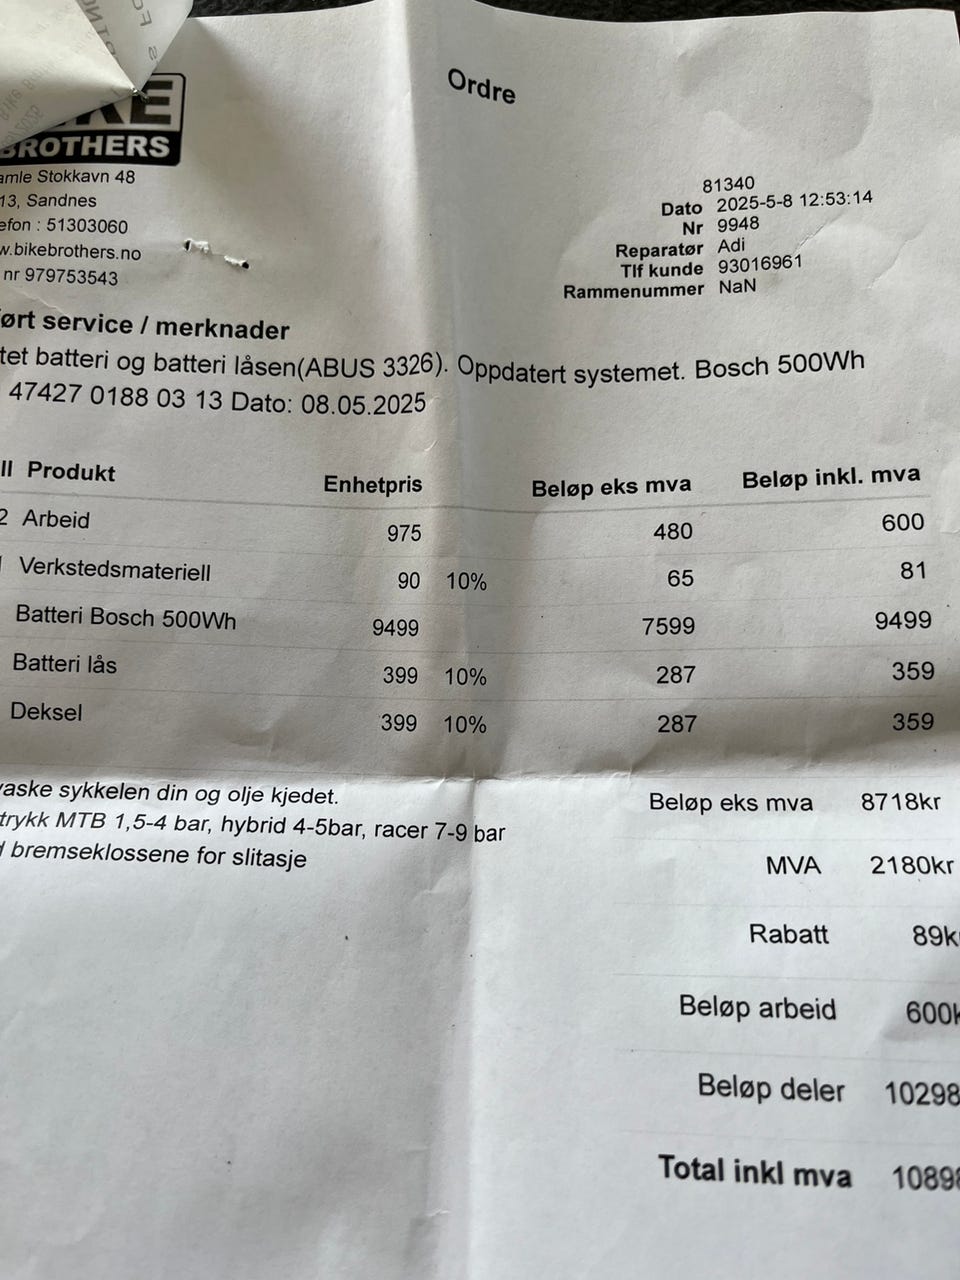 Ordre
BROTHERS
amle Stokkavn 48
13, Sandnes
efon : 51303060
w.bikebrothers.no
nr 979753543
81340
Dato 2025-5-8 12:53:14
Nr 9948
Reparatør Adi
Tlf kunde 93016961
Rammenummer NaN
ørt service / merknader
tet batteri og batteri låsen(ABUS 3326). Oppdatert systemet. Bosch 500Wh
47427 0188 03 13 Dato: 08.05.2025
ll Produkt Enhetpris Beløp eks mva Beløp inkl. mva
2 Arbeid 975 480 600
Verkstedsmateriell 90 10% 65 81
Batteri Bosch 500Wh 9499 7599 9499
Batteri lås 399 10% 287 359
Deksel 399 10% 287 359
vaske sykkelen din og olje kjedet.
trykk MTB 1,5-4 bar, hybrid 4-5bar, racer 7-9 bar
d bremseklossene for slitasje
Beløp eks mva 8718kr
MVA 2180kr
Rabatt 89k
Beløp arbeid 600k
Beløp deler 10298
Total inkl mva 10898